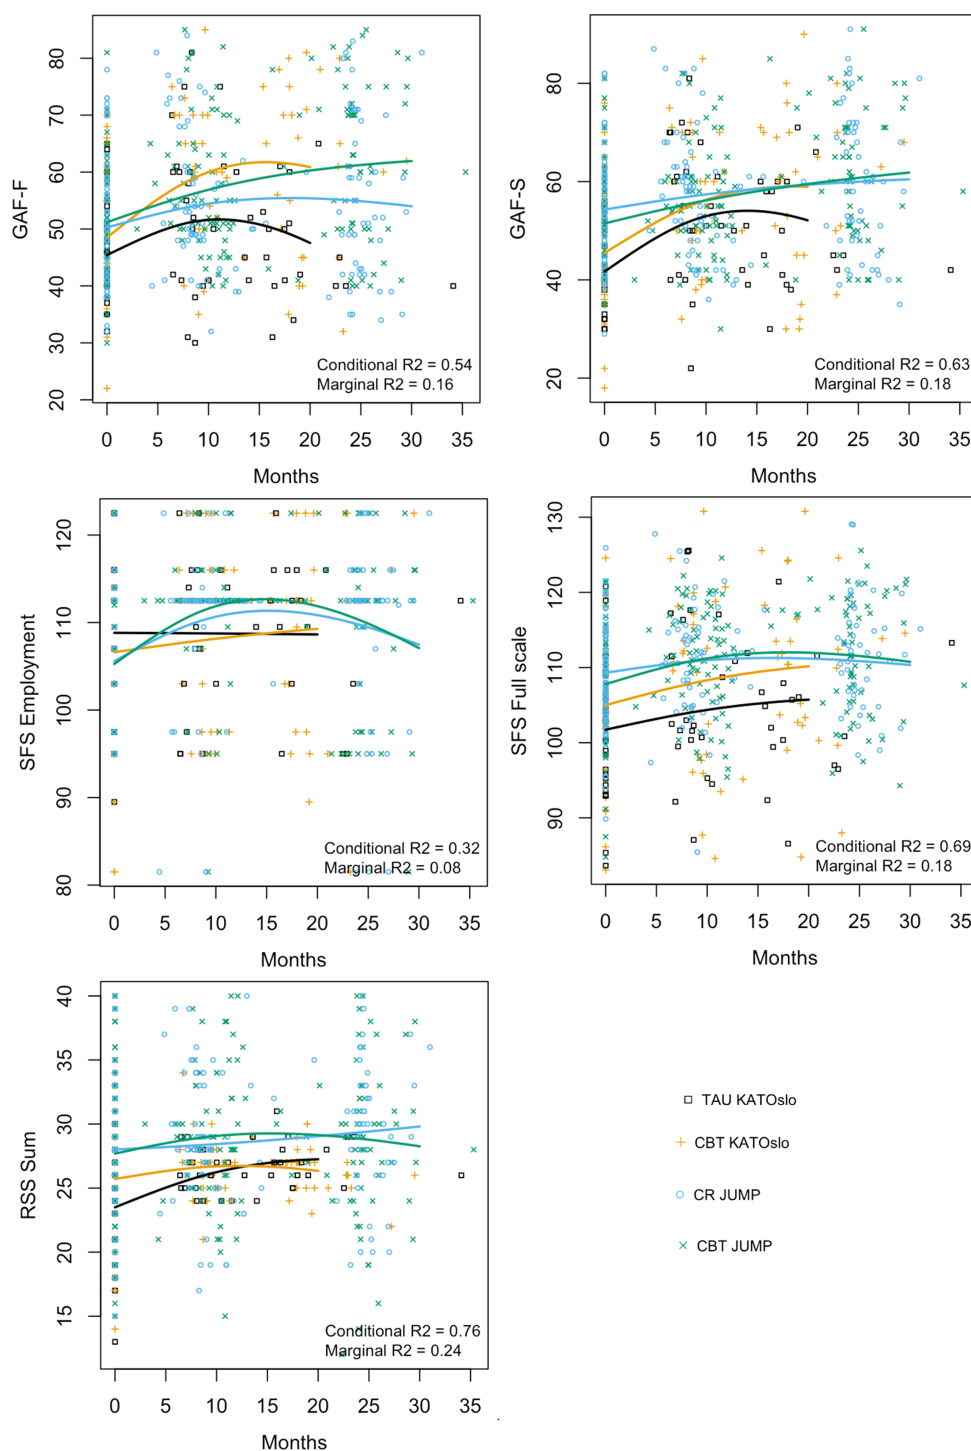 GAF-F
80
70
60
50
40
30
20
Conditional R2 = 0.54
Marginal R2 = 0.16
0 5 10 15 20 25 30 35
Months
GAF-S
80
60
40
20
Conditional R2 = 0.63
Marginal R2 = 0.18
0 5 10 15 20 25 30 35
Months
SFS Employment
120
110
100
90
80
Conditional R2 = 0.32
Marginal R2 = 0.08
0 5 10 15 20 25 30 35
Months
SFS Full scale
130
120
110
100
90
Conditional R2 = 0.69
Marginal R2 = 0.18
0 5 10 15 20 25 30 35
Months
RSS Sum
40
35
30
25
20
15
Conditional R2 = 0.76
Marginal R2 = 0.24
0 5 10 15 20 25 30 35
Months
TAU KATOslo
CBT KATOslo
CR JUMP
CBT JUMP